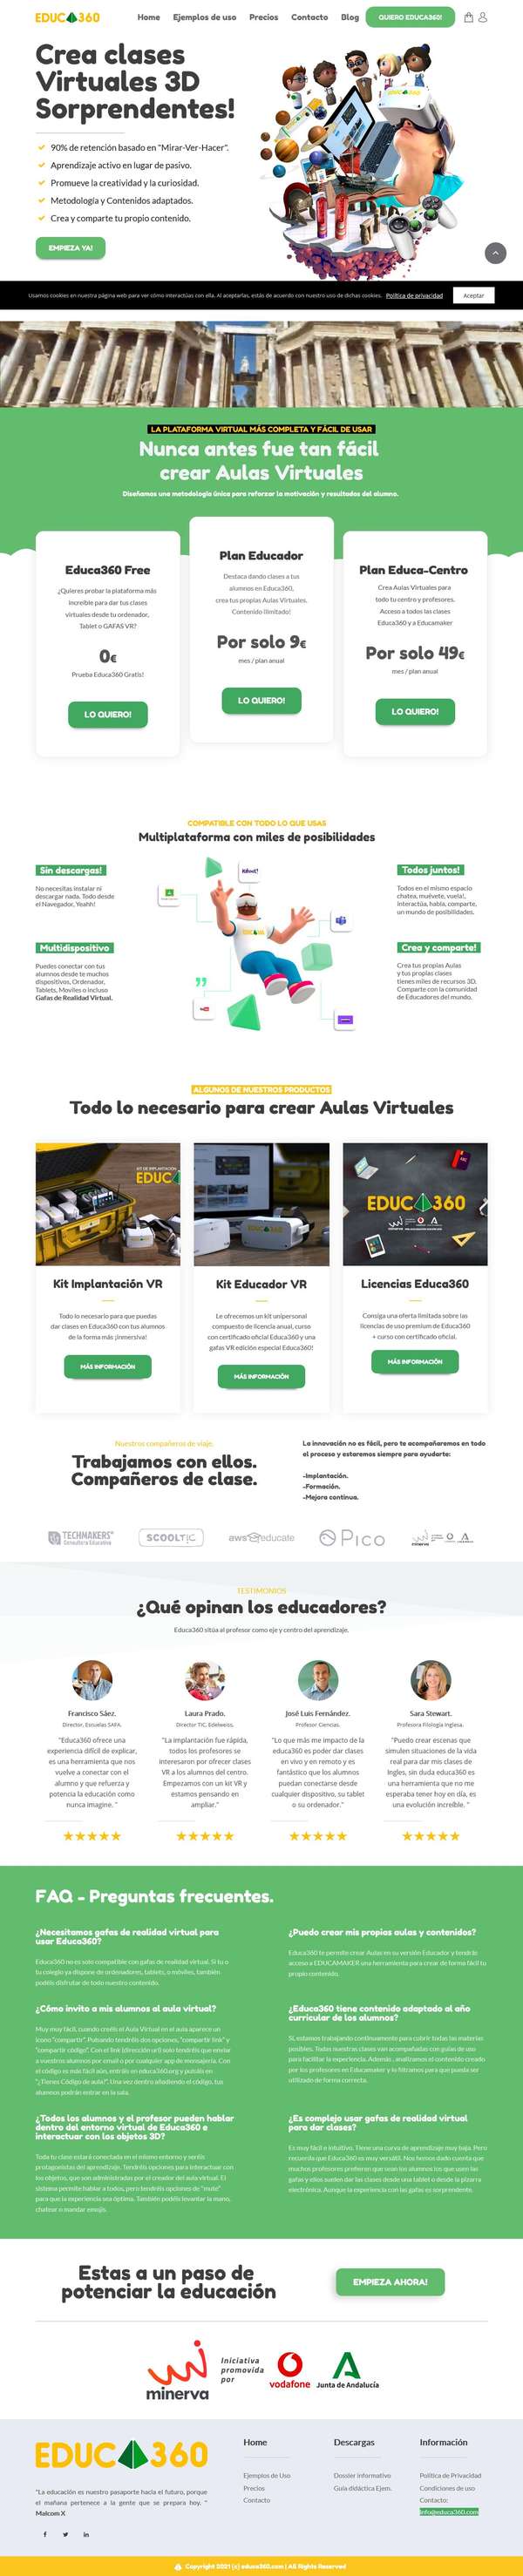 EDUCA360
Home Ejemplos de uso Precios Contacto Blog QUIERO EDUCA360!
Crea clases
Virtuales 3D
Sorprendentes!
90% de retención basado en "Mirar-Ver-Hacer".
Aprendizaje activo en lugar de pasivo.
Promueve la creatividad y la curiosidad.
Metodología y Contenidos adaptados.
Crea y comparte tu propio contenido.
EMPIEZA YA!
Usamos cookies en nuestra página web para ver cómo interactúas con ella. Al aceptarlas, estás de acuerdo con nuestro uso de dichas cookies. Política de privacidad Aceptar
LA PLATAFORMA VIRTUAL MÁS COMPLETA Y FÁCIL DE USAR
Nunca antes fue tan fácil
crear Aulas Virtuales
Diseñamos una metodología única para reforzar la motivación y resultados del alumno.
Educa360 Free
¿Quieres probar la plataforma más
increíble para dar tus clases
virtuales desde tu ordenador,
Tablet o GAFAS VR?
0€
Prueba Educa360 Gratis!
LO QUIERO!
Plan Educador
Destaca dando clases a tus
alumnos en Educa360,
crea tus propias Aulas Virtuales.
Contenido Ilimitado!
Por solo 9€
mes / plan anual
LO QUIERO!
Plan Educa-Centro
Crea Aulas Virtuales para
todo tu centro y profesores.
Acceso a todas las clases
Educa360 y a Educamaker
Por solo 49€
mes / plan anual
LO QUIERO!
COMPATIBLE CON TODO LO QUE USAS
Multiplataforma con miles de posibilidades
Sin descargas!
No necesitas instalar ni
descargar nada. Todo desde
el Navegador, Yeahh!
Multidispositivo
Puedes conectar con tus
alumnos desde te muchos
dispositivos, Ordenador,
Tablets, Moviles o incluso
Gafas de Realidad Virtual.
Kahoot!
Todos juntos!
Todos en el mismo espacio
chatea, muévete, vuela!,
interactúa, habla, comparte,
un mundo de posibilidades.
Crea y comparte!
Crea tus propias Aulas
y tus propias clases
tienes miles de recursos 3D.
Comparte con la comunidad
de Educadores del mundo.
ALGUNOS DE NUESTROS PRODUCTOS
Todo lo necesario para crear Aulas Virtuales
KIT DE IMPLANTACIÓN
EDUCA
EDUCA360
Kit Implantación VR
Todo lo necesario para que puedas
dar clases en Educa360 con tus alumnos
de la forma más ¡inmersiva!
MÁS INFORMACIÓN
Kit Educador VR
Le ofrecemos un kit unipersonal
compuesto de licencia anual, curso
con certificado oficial Educa360 y una
gafas VR edición especial Educa360!
MÁS INFORMACIÓN
Licencias Educa360
Consiga una oferta limitada sobre las
licencias de uso premium de Educa360
+ curso con certificado oficial.
MÁS INFORMACIÓN
Nuestros compañeros de viaje.
Trabajamos con ellos.
Compañeros de clase.
La innovación no es fácil, pero te acompañaremos en todo
el proceso y estaremos siempre para ayudarte:
-Implantación.
-Formación.
-Mejora continua.
TECHMAKERS
Consultoría Educativa
SCOOLTIC
aws educate
PICO
minerva
TESTIMONIOS
¿Qué opinan los educadores?
Educa360 sitúa al profesor como eje y centro del aprendizaje.
Francisco Sáez.
Director, Escuelas SAFA.
"Educa360 ofrece una
experiencia difícil de explicar,
es una herramienta que nos
vuelve a conectar con el
alumno y que refuerza y
potencia la educación como
nunca imagine. "
Laura Prado.
Director TIC, Edelweiss.
"La implantación fue rápida,
todos los profesores se
interesaron por ofrecer clases
VR a los alumnos del centro.
Empezamos con un kit VR y
estamos pensando en
ampliar."
José Luis Fernández.
Profesor Ciencias.
"Lo que más me impacto de la
educa360 es poder dar clases
en vivo y en remoto y es
fantástico que los alumnos
puedan conectarse desde
cualquier dispositivo, su tablet
o su ordenador."
Sara Stewart.
Profesora Filología Inglesa.
"Puedo crear escenas que
simulen situaciones de la vida
real para dar mis clases de
Ingles, sin duda educa360 es
una herramienta que no me
esperaba tener hoy en día, es
una evolución increíble. "
FAQ - Preguntas frecuentes.
¿Necesitamos gafas de realidad virtual para
usar Educa360?
Educa360 no es solo compatible con gafas de realidad virtual. Si tu o
tu colegio ya dispone de ordenadores, tablets, o móviles, también
podéis disfrutar de todo nuestro contenido.
¿Cómo invito a mis alumnos al aula virtual?
Muy muy fácil, cuando creéis el Aula Virtual en el aula aparece un
icono "compartir". Pulsando tendréis dos opciones, "compartir link" y
"compartir código". Con el link (dirección url) solo tendréis que enviar
a vuestros alumnos por email o por cualquier app de mensajería. Con
el código es más fácil aún, entráis en educa360.org y pulsáis en
"¿Tienes Código de aula?". Una vez dentro añadiendo el código, tus
alumnos podrán entrar en la sala.
¿Todos los alumnos y el profesor pueden hablar
dentro del entorno virtual de Educa360 e
interactuar con los objetos 3D?
Toda tu clase estará conectada en el mismo entorno y seréis
protagonistas del aprendizaje. Tendréis opciones para interactuar con
los objetos, que son administradas por el creador del aula virtual. El
sistema permite hablar a todos, pero tendréis opciones de "mute"
para que la experiencia sea óptima. También podéis levantar la mano,
chatear o mandar emojis.
¿Puedo crear mis propias aulas y contenidos?
Educa360 te permite crear Aulas en su versión Educador y tendrás
acceso a EDUCAMAKER una herramienta para crear de forma fácil tu
propio contenido.
¿Educa360 tiene contenido adaptado al año
curricular de los alumnos?
Sí, estamos trabajando continuamente para cubrir todas las materias
posibles. Todas nuestras clases van acompañadas con guías de uso
para facilitar la experiencia. Además , analizamos el contenido creado
por los profesores en Educamaker y lo filtramos para que pueda ser
utilizado de forma correcta.
¿Es complejo usar gafas de realidad virtual
para dar clases?
Es muy fácil e intuitivo. Tiene una curva de aprendizaje muy baja. Pero
recuerda que Educa360 es muy versátil. Nos hemos dado cuenta que
muchos profesores prefieren que sean los alumnos los que usen las
gafas y ellos suelen dar las clases desde una tablet o desde la pizarra
electrónica. Aunque la experiencia con las gafas es sorprendente.
Estas a un paso de
potenciar la educación
EMPIEZA AHORA!
minerva
Iniciativa
promovida
por
vodafone
Junta de Andalucía
EDUCA360
"La educación es nuestro pasaporte hacia el futuro, porque
el mañana pertenece a la gente que se prepara hoy. "
Malcom X
Home
Ejemplos de Uso
Precios
Contacto
Descargas
Dossier informativo
Guía didáctica Ejem.
Información
Política de Privacidad
Condiciones de uso
Contacto:
info@educa360.com
Copyright 2021 (c) educa360.com | All Rights Reserved